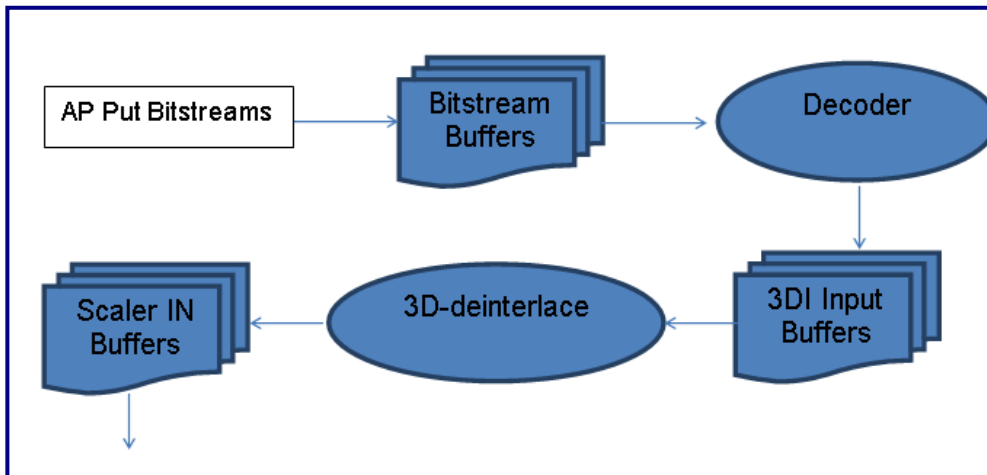 AP Put Bitstreams
Bitstream
Buffers
Decoder
Scaler IN
Buffers
3D-deinterlace
3DI Input
Buffers